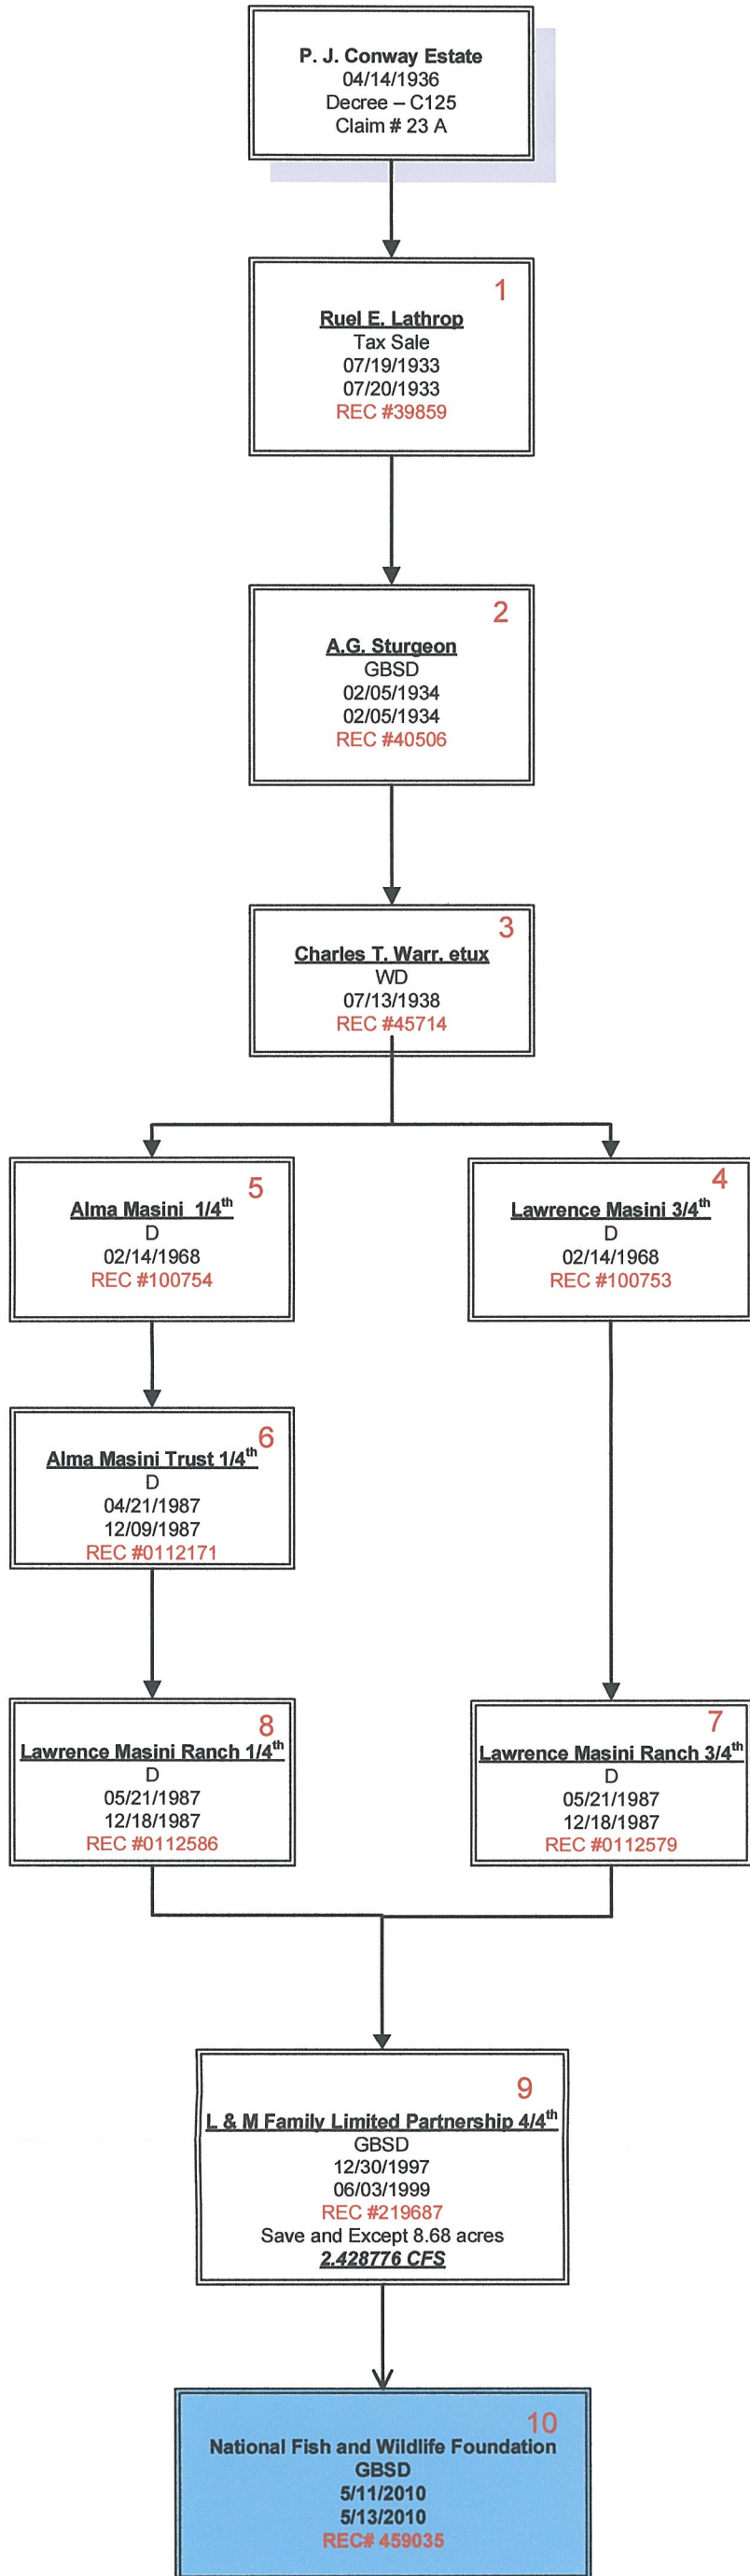 P. J. Conway Estate
04/14/1936
Decree – C125
Claim # 23 A
1
Ruel E. Lathrop
Tax Sale
07/19/1933
07/20/1933
REC #39859
2
A.G. Sturgeon
GBSD
02/05/1934
02/05/1934
REC #40506
3
Charles T. Warr, etux
WD
07/13/1938
REC #45714
5
Alma Masini 1/4th
D
02/14/1968
REC #100754
4
Lawrence Masini 3/4th
D
02/14/1968
REC #100753
6
Alma Masini Trust 1/4th
D
04/21/1987
12/09/1987
REC #0112171
8
Lawrence Masini Ranch 1/4th
D
05/21/1987
12/18/1987
REC #0112586
7
Lawrence Masini Ranch 3/4th
D
05/21/1987
12/18/1987
REC #0112579
9
L & M Family Limited Partnership 4/4th
GBSD
12/30/1997
06/03/1999
REC #219687
Save and Except 8.68 acres
2.428776 CFS
10
National Fish and Wildlife Foundation
GBSD
5/11/2010
5/13/2010
REC# 459035